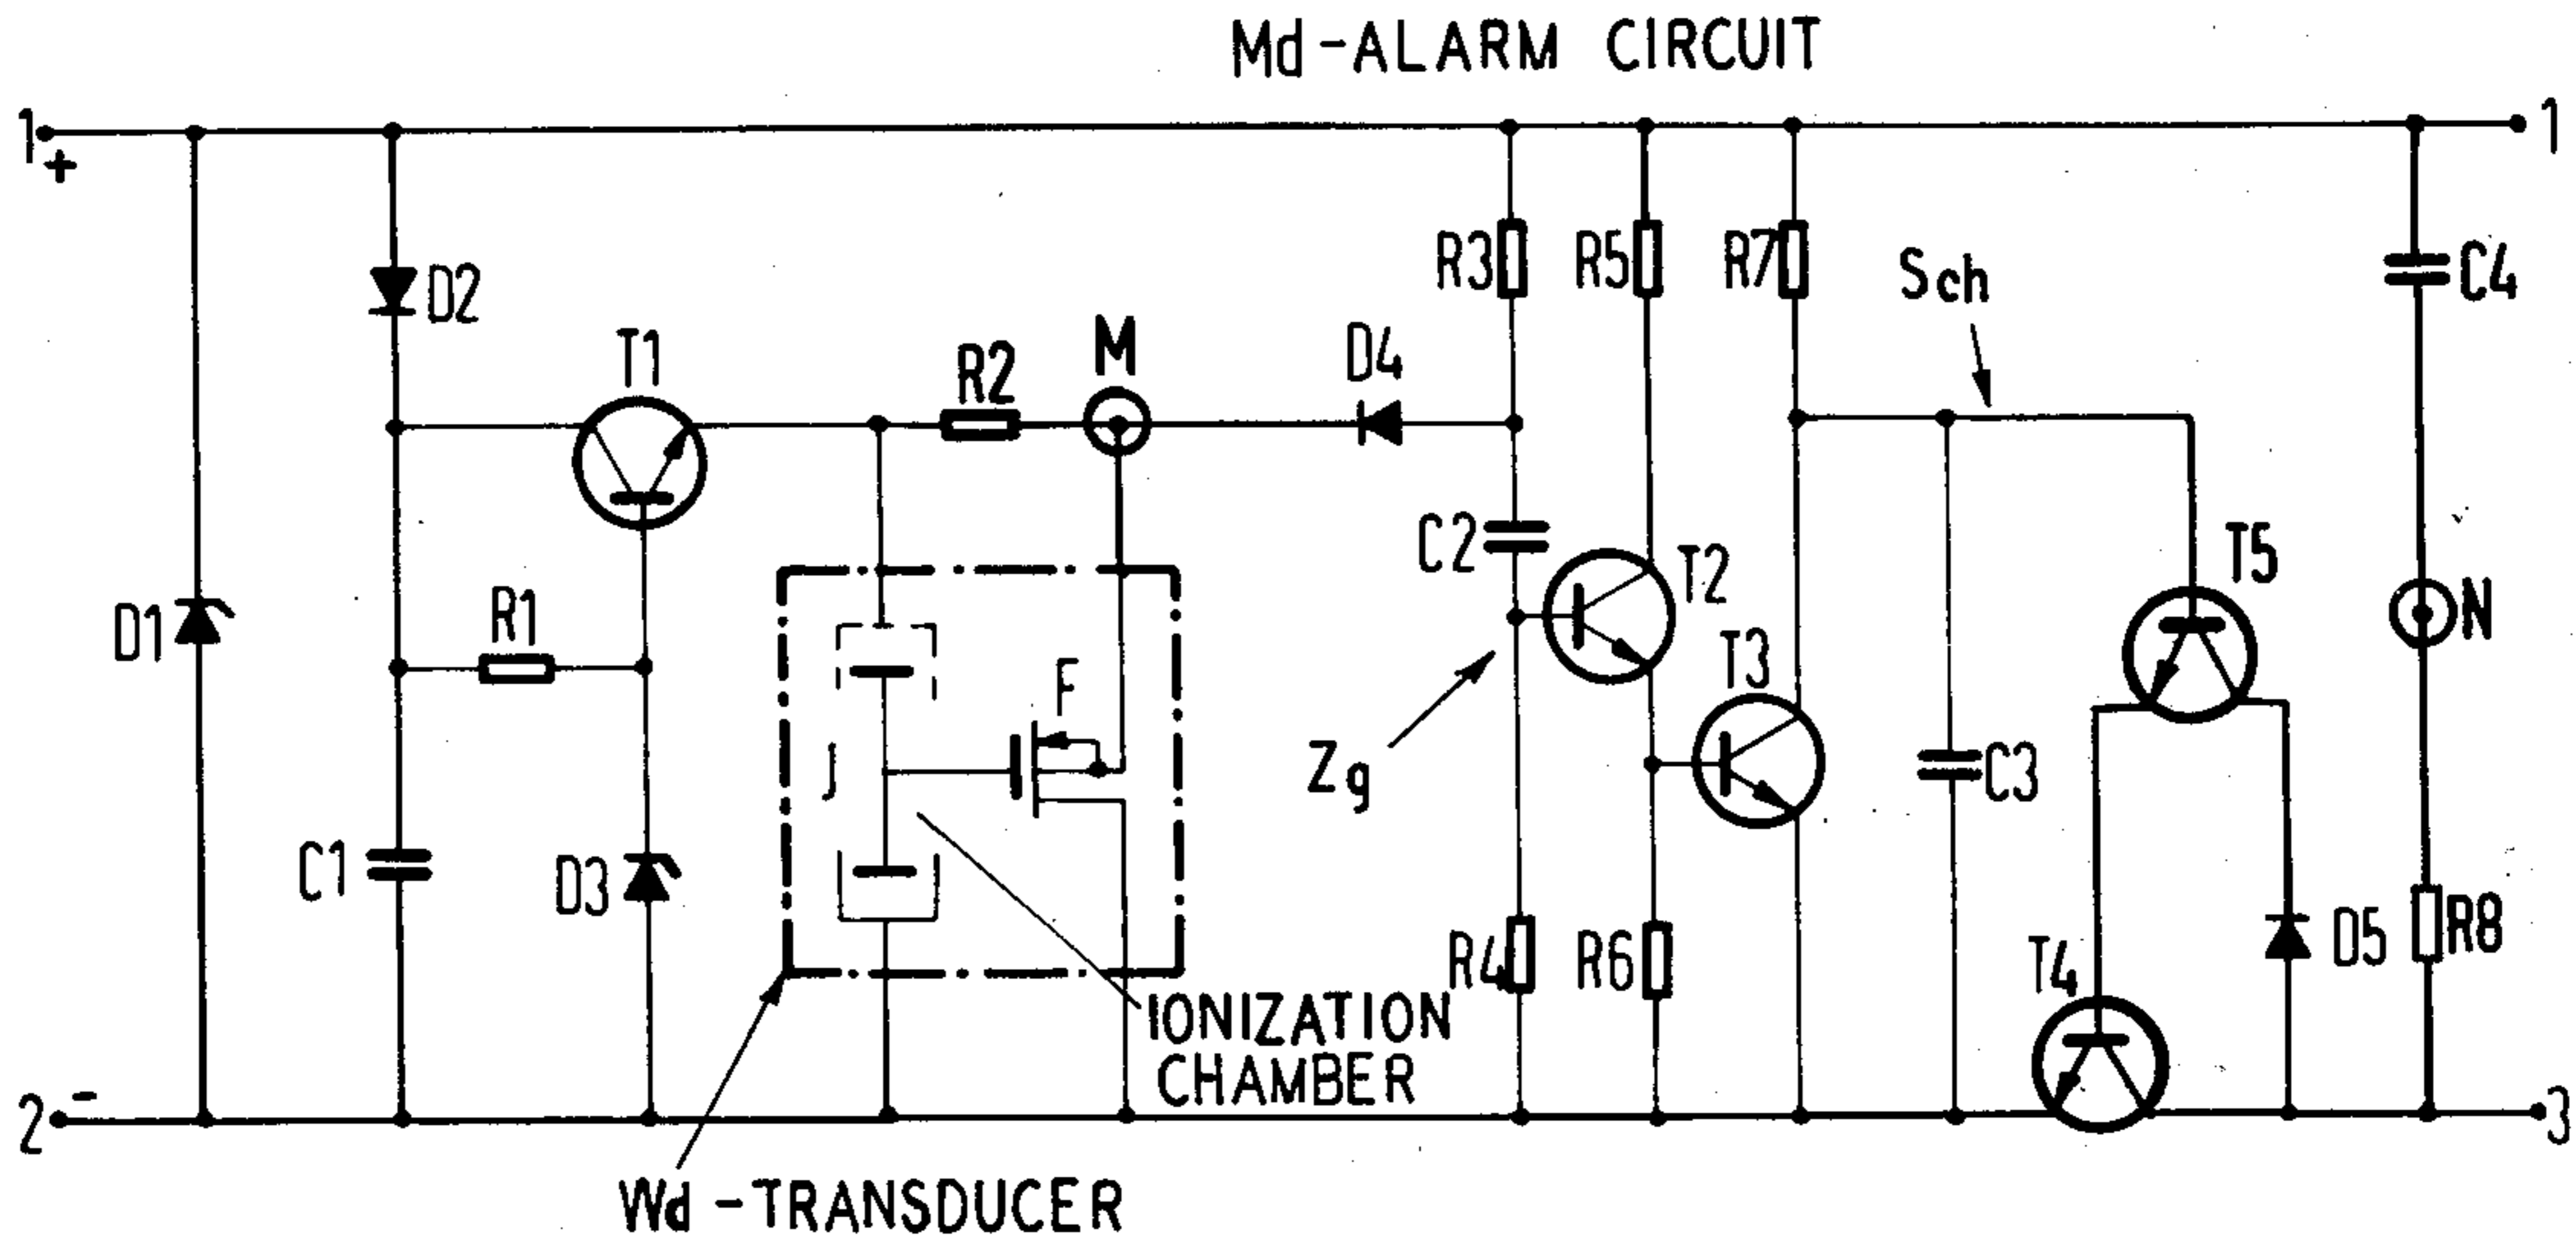 Md-ALARM CIRCUIT
1
+
1
R3
R5
R7
Sch
C4
D2
T1
R2
M
D4
C2
T2
T5
D1
R1
J
F
Zg
T3
N
C1
D3
C3
R4
R6
T4
D5
R8
IONIZATION
CHAMBER
2
-
3
Wd-TRANSDUCER